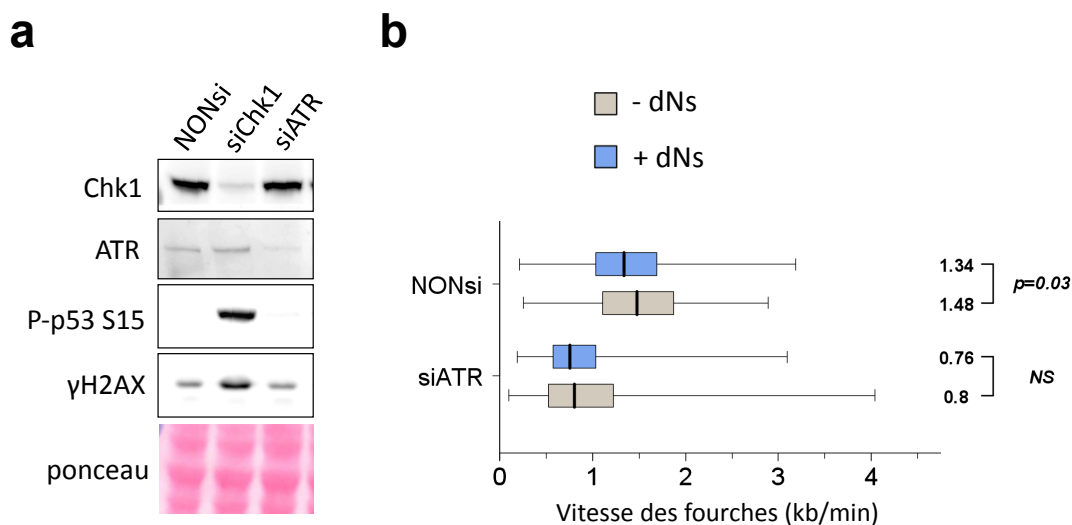 a
NONsi
siChk1
siATR
Chk1
ATR
P-p53 S15
γH2AX
ponceau
b
- dNs
+ dNs
NONsi
siATR
1.34
1.48
p=0.03
0.76
0.8
NS
0 1 2 3 4
Vitesse des fourches (kb/min)